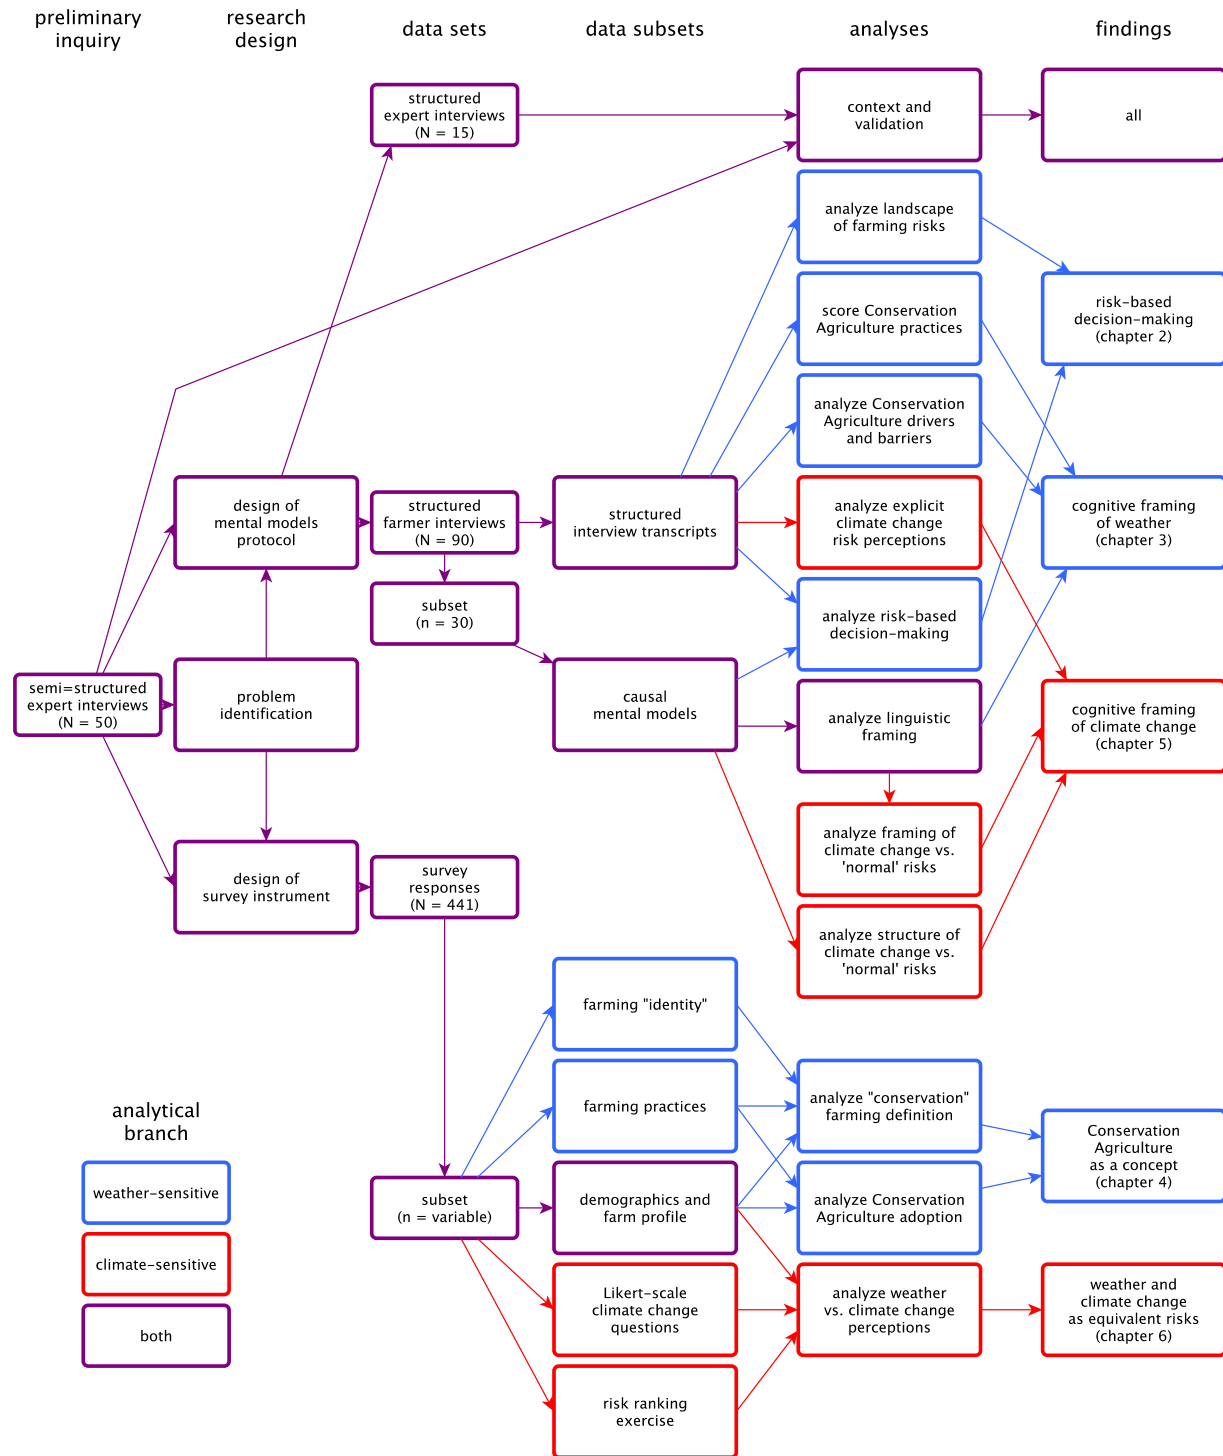 preliminary
inquiry
research
design
data sets
data subsets
analyses
findings
structured
expert interviews
(N = 15)
context and
validation
all
analyze landscape
of farming risks
score Conservation
Agriculture practices
risk-based
decision-making
(chapter 2)
analyze Conservation
Agriculture drivers
and barriers
design of
mental models
protocol
structured
farmer interviews
(N = 90)
structured
interview transcripts
analyze explicit
climate change
risk perceptions
cognitive framing
of weather
(chapter 3)
subset
(n = 30)
analyze risk-based
decision-making
semi=structured
expert interviews
(N = 50)
problem
identification
causal
mental models
analyze linguistic
framing
cognitive framing
of climate change
(chapter 5)
analyze framing of
climate change vs.
'normal' risks
design of
survey instrument
survey
responses
(N = 441)
analyze structure of
climate change vs.
'normal' risks
farming "identity"
farming practices
analyze "conservation"
farming definition
Conservation
Agriculture
as a concept
(chapter 4)
subset
(n = variable)
demographics and
farm profile
analyze Conservation
Agriculture adoption
Likert-scale
climate change
questions
analyze weather
vs. climate change
perceptions
weather and
climate change
as equivalent risks
(chapter 6)
risk ranking
exercise
analytical
branch
weather-sensitive
climate-sensitive
both